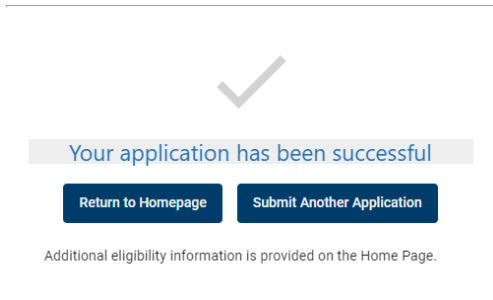 Your application has been successful
Return to Homepage
Submit Another Application
Additional eligibility information is provided on the Home Page.